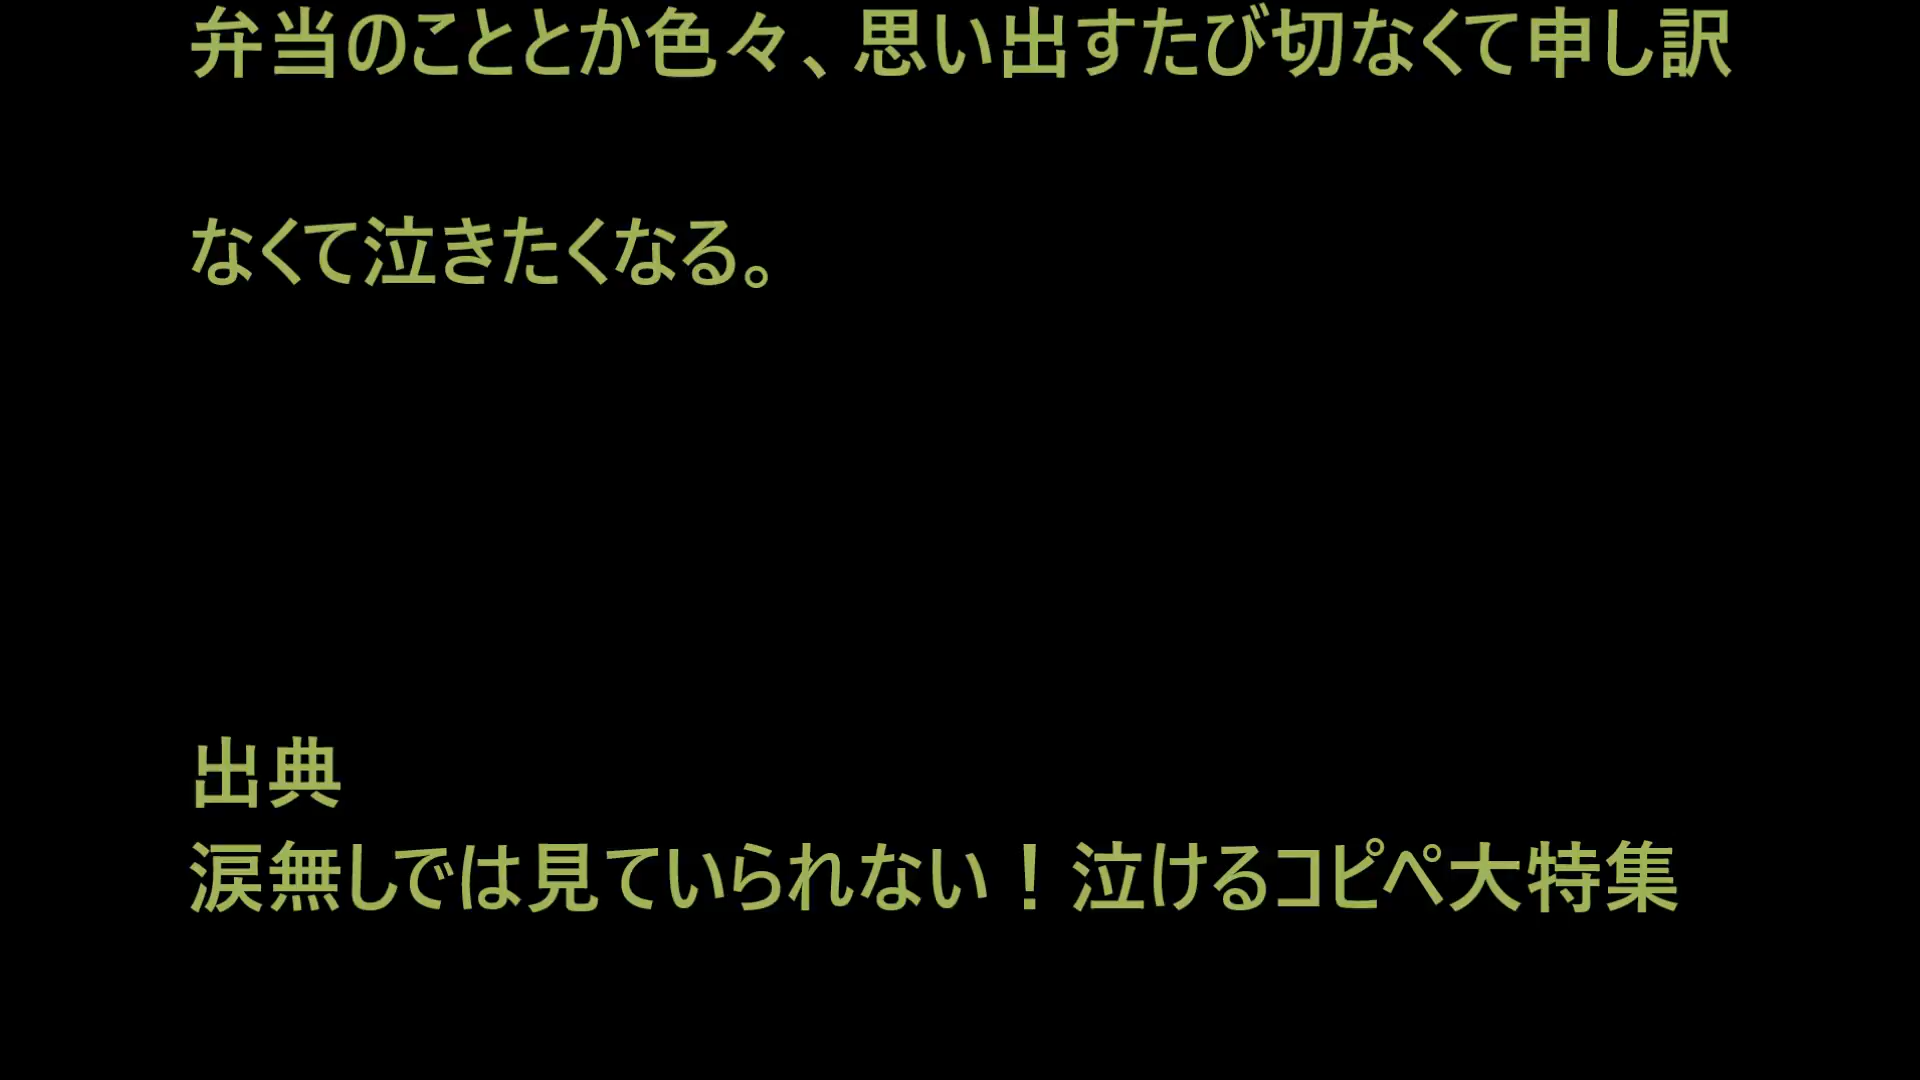 弁当のこととか色々、思い出すたび切なくて申し訳
なくて泣きたくなる。
出典
涙無しでは見ていられない！泣けるコピペ大特集